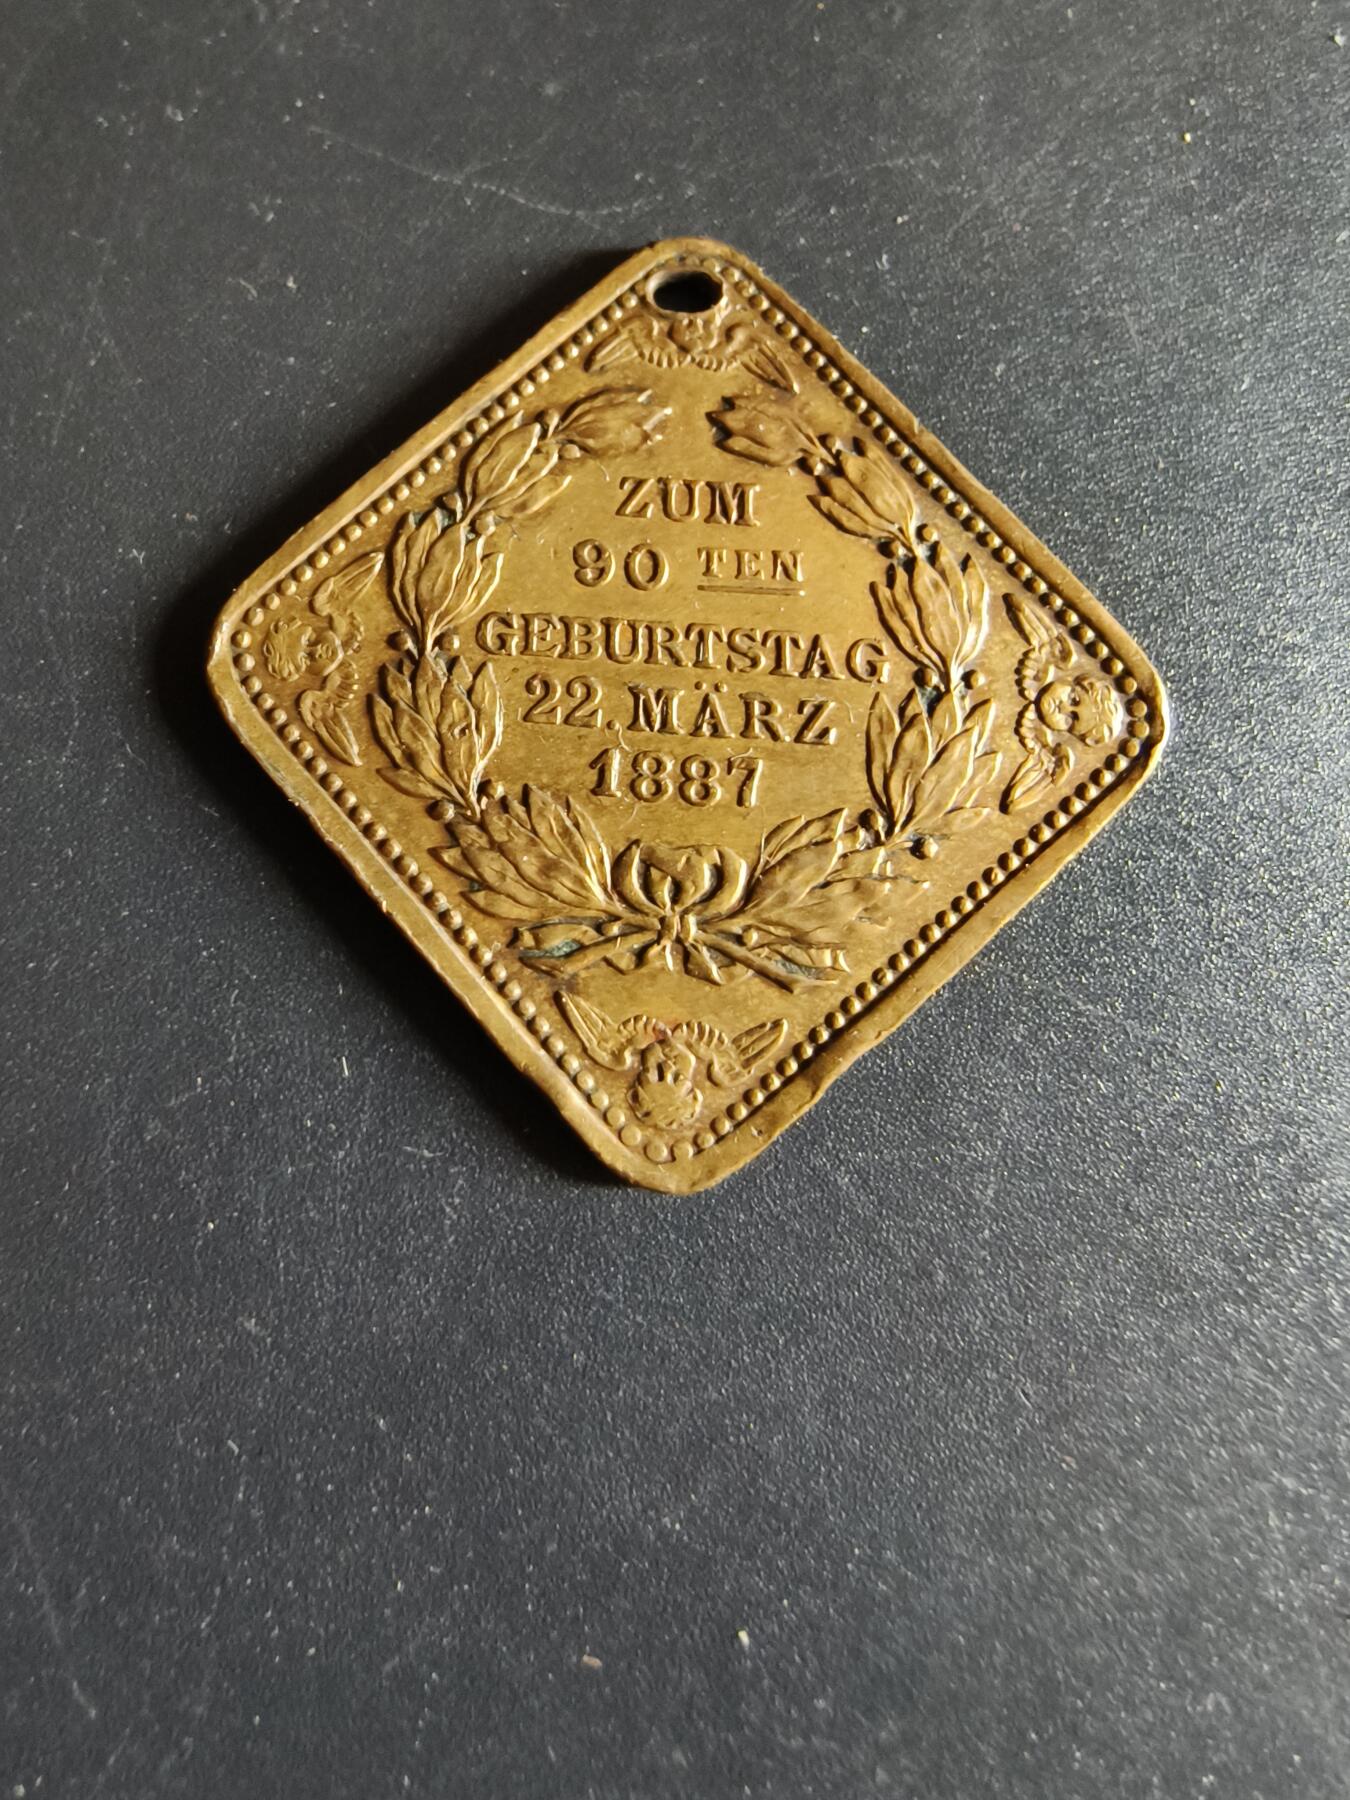 ZUM
90 TEN
GEBURTSTAG
22. MÄRZ
1887